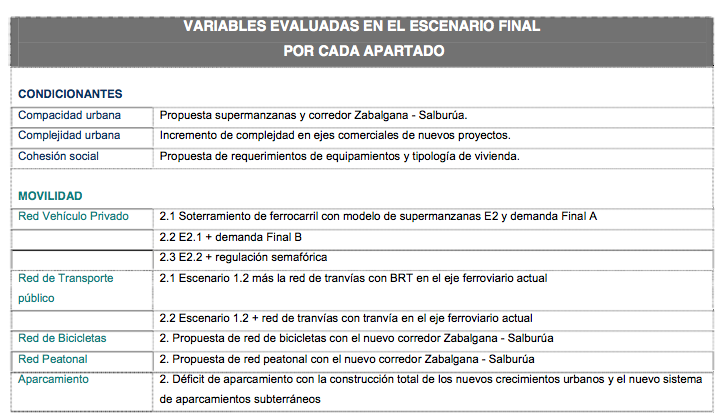 VARIABLES EVALUADAS EN EL ESCENARIO FINAL
POR CADA APARTADO
CONDICIONANTES
Compacidad urbana Propuesta supermanzanas y corredor Zabalgana - Salburúa.
Complejidad urbana Incremento de complejdad en ejes comerciales de nuevos proyectos.
Cohesión social Propuesta de requerimientos de equipamientos y tipología de vivienda.
MOVILIDAD
Red Vehículo Privado 2.1 Soterramiento de ferrocarril con modelo de supermanzanas E2 y demanda Final A
2.2 E2.1 + demanda Final B
2.3 E2.2 + regulación semafórica
Red de Transporte 2.1 Escenario 1.2 más la red de tranvías con BRT en el eje ferroviario actual
público
2.2 Escenario 1.2 + red de tranvías con tranvía en el eje ferroviario actual
Red de Bicicletas 2. Propuesta de red de bicicletas con el nuevo corredor Zabalgana - Salburúa
Red Peatonal 2. Propuesta de red peatonal con el nuevo corredor Zabalgana - Salburúa
Aparcamiento 2. Déficit de aparcamiento con la construcción total de los nuevos crecimientos urbanos y el nuevo sistema
de aparcamientos subterráneos